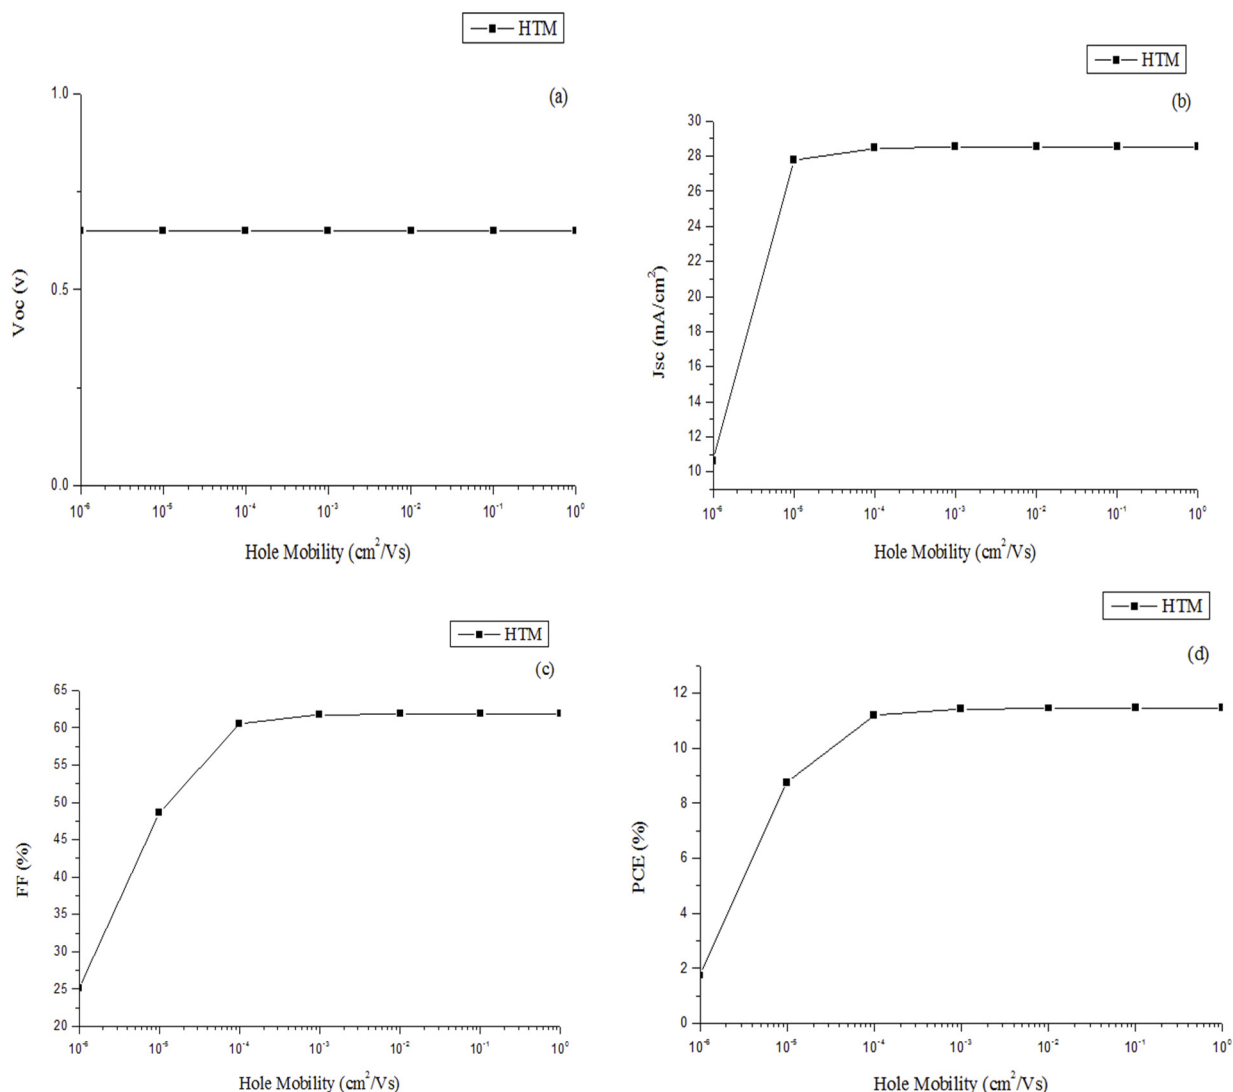 HTM
(a)
1.0
0.5
0.0
Voc (v)
10⁻⁶ 10⁻⁵ 10⁻⁴ 10⁻³ 10⁻² 10⁻¹ 10⁰
Hole Mobility (cm²/Vs)
HTM
(b)
30
28
26
24
22
20
18
16
14
12
10
Jsc (mA/cm²)
10⁻⁶ 10⁻⁵ 10⁻⁴ 10⁻³ 10⁻² 10⁻¹ 10⁰
Hole Mobility (cm²/Vs)
HTM
(c)
65
60
55
50
45
40
35
30
25
20
FF (%)
10⁻⁶ 10⁻⁵ 10⁻⁴ 10⁻³ 10⁻² 10⁻¹ 10⁰
Hole Mobility (cm²/Vs)
HTM
(d)
12
10
8
6
4
2
0
PCE (%)
10⁻⁶ 10⁻⁵ 10⁻⁴ 10⁻³ 10⁻² 10⁻¹ 10⁰
Hole Mobility (cm²/Vs)